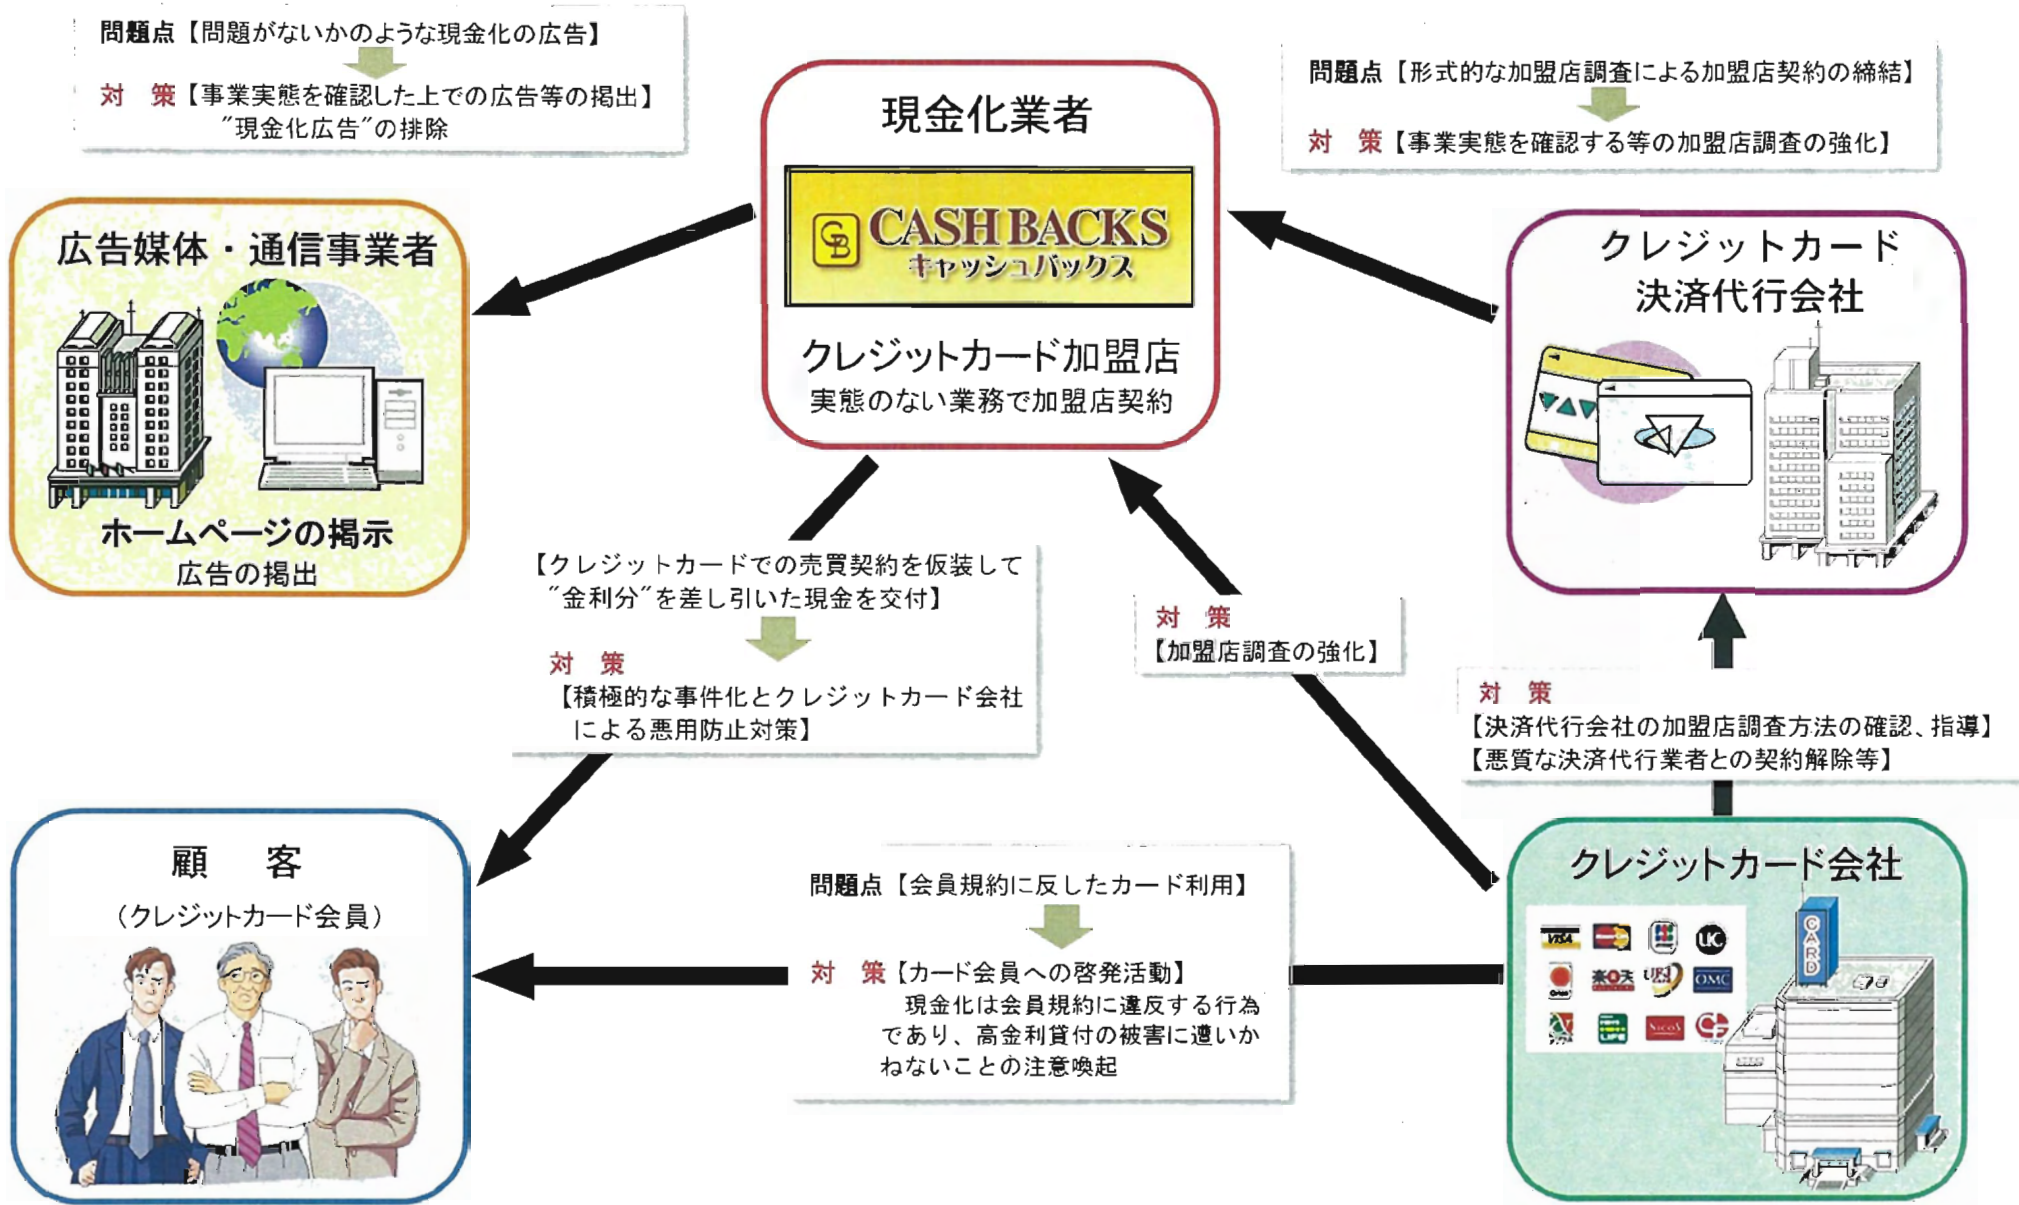 問題点【問題がないかのような現金化の広告】
対 策【事業実態を確認した上での広告等の掲出】
"現金化広告"の排除
現金化業者
CB
CASH BACKS
キャッシュバックス
クレジットカード加盟店
実態のない業務で加盟店契約
問題点【形式的な加盟店調査による加盟店契約の締結】
対 策【事業実態を確認する等の加盟店調査の強化】
広告媒体・通信事業者
ホームページの掲示
広告の掲出
クレジットカード
決済代行会社
【クレジットカードでの売買契約を仮装して
"金利分"を差し引いた現金を交付】
対 策
【積極的な事件化とクレジットカード会社
による悪用防止対策】
対 策
【加盟店調査の強化】
対 策
【決済代行会社の加盟店調査方法の確認、指導】
【悪質な決済代行業者との契約解除等】
顧 客
（クレジットカード会員）
問題点【会員規約に反したカード利用】
対 策【カード会員への啓発活動】
現金化は会員規約に違反する行為
であり、高金利貸付の被害に遭いか
ねないことの注意喚起
クレジットカード会社
CARD
VISA
JCB
UC
楽天
UFJ
OMC
LIFE
NICOS